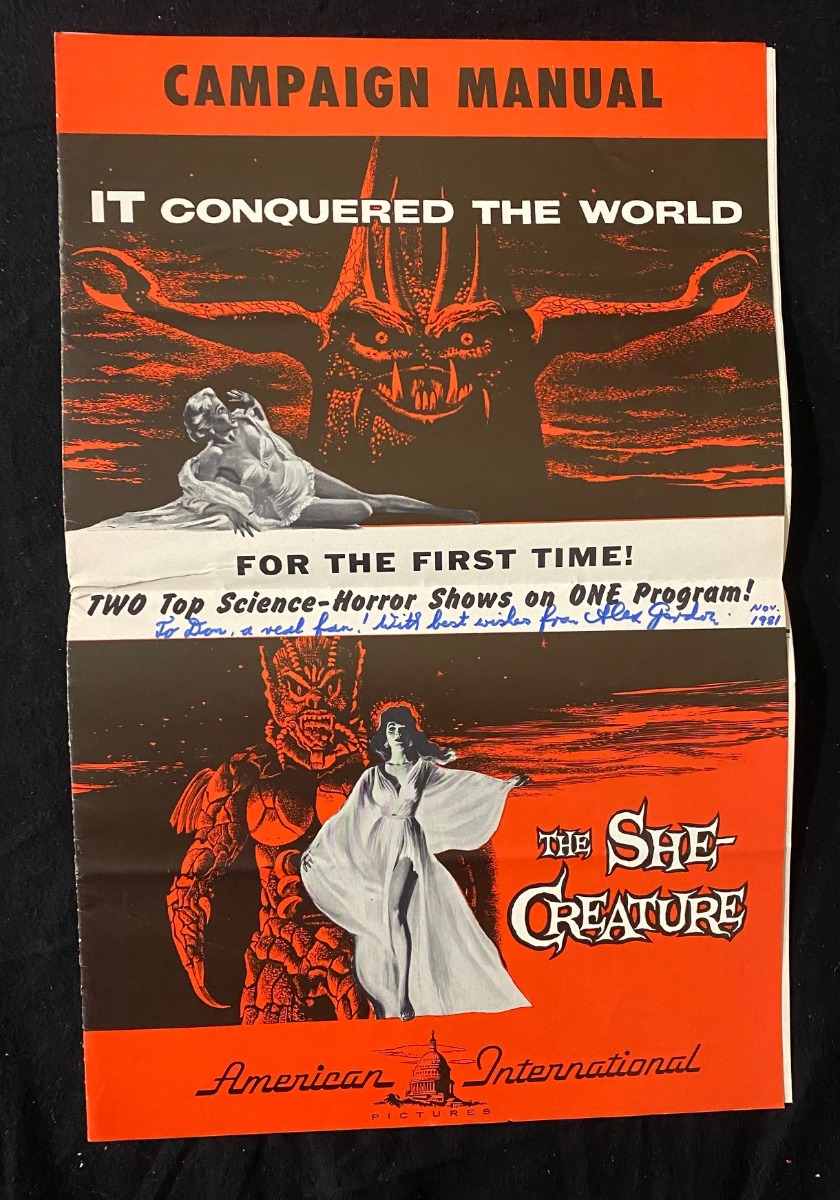 CAMPAIGN MANUAL
IT CONQUERED THE WORLD
FOR THE FIRST TIME!
TWO Top Science-Horror Shows on ONE Program!
To Don, a real fan! With best wishes from Alex Gordon. Nov. 1981
THE SHE-
CREATURE
American International
PICTURES